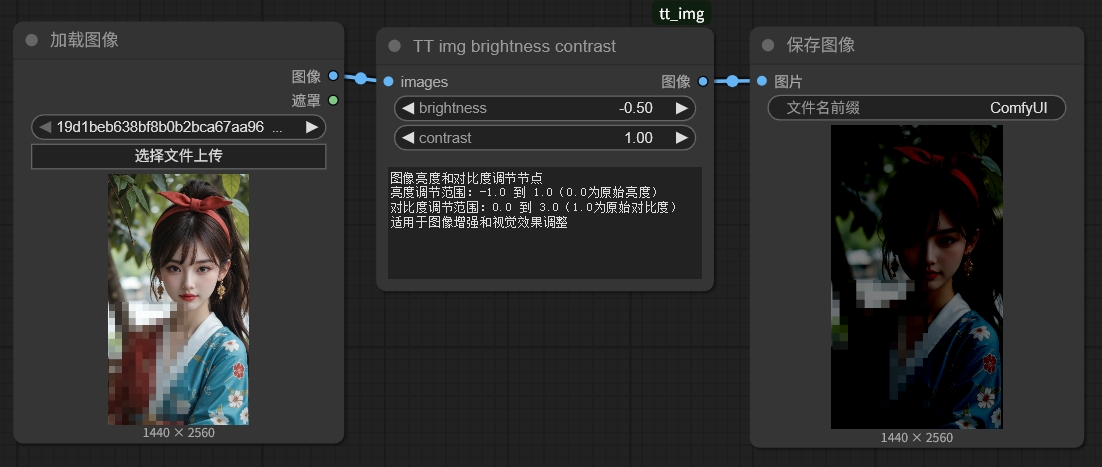 tt_img
加载图像
图像
遮罩
19d1beb638bf8b0b2bca67aa96 ...
选择文件上传
1440 × 2560
TT img brightness contrast
images
图像
brightness
-0.50
contrast
1.00
图像亮度和对比度调节节点
亮度调节范围: -1.0 到 1.0 (0.0为原始亮度)
对比度调节范围: 0.0 到 3.0 (1.0为原始对比度)
适用于图像增强和视觉效果调整
保存图像
图片
文件名前缀
ComfyUI
1440 × 2560